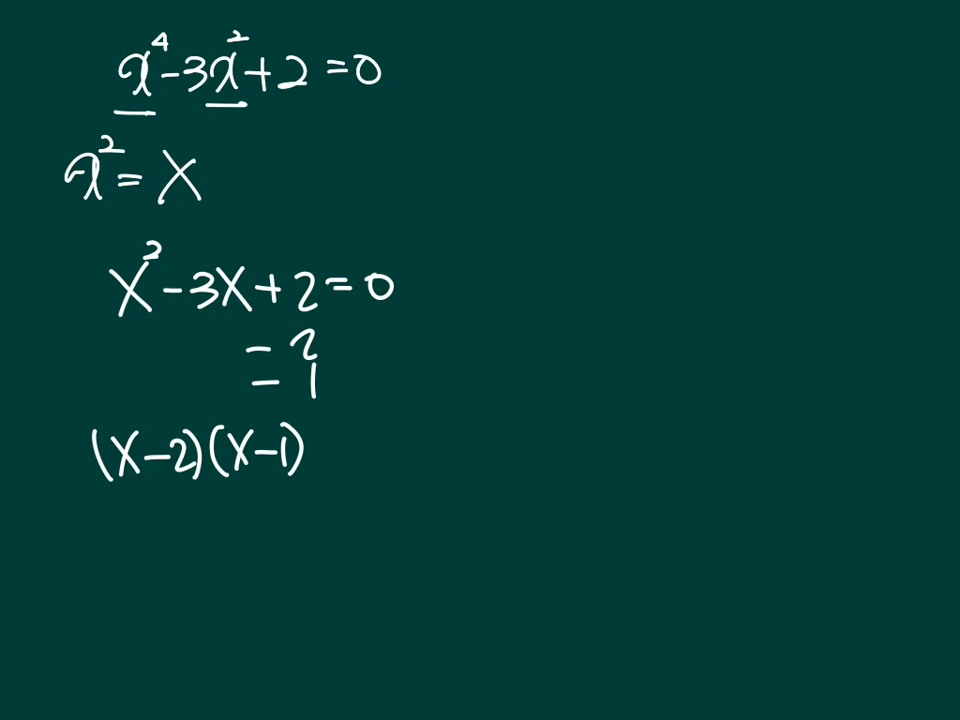 x⁴-3x²+2=0
x²=X
X²-3X+2=0
-2
-1
(X-2)(X-1)